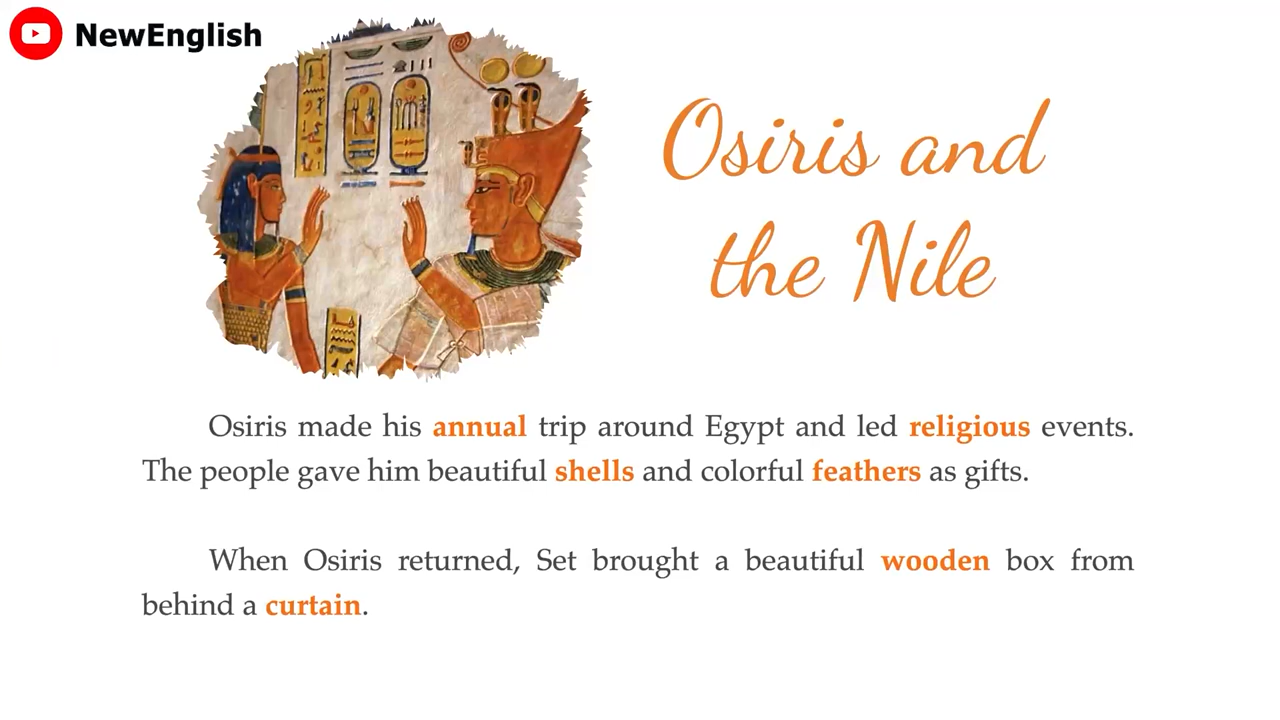 NewEnglish
Osiris and
the Nile
Osiris made his annual trip around Egypt and led religious events.
The people gave him beautiful shells and colorful feathers as gifts.
When Osiris returned, Set brought a beautiful wooden box from
behind a curtain.